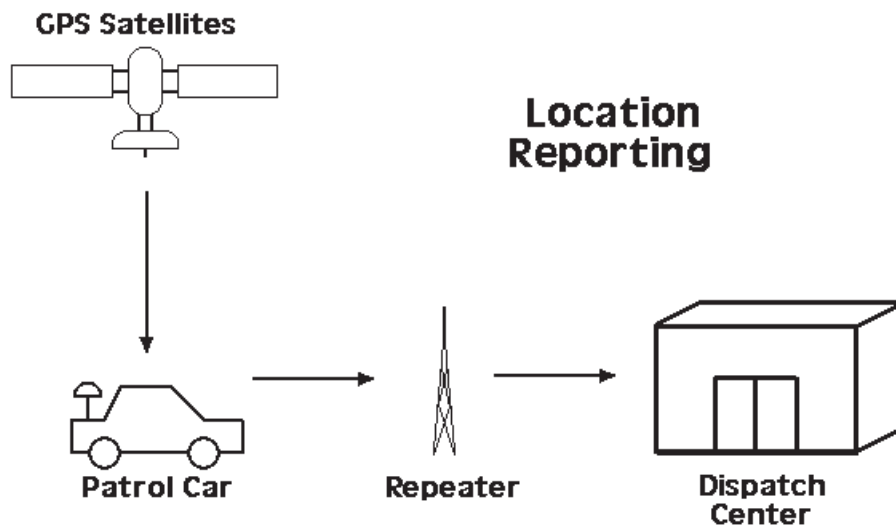 GPS Satellites
Location
Reporting
Patrol Car
Repeater
Dispatch
Center